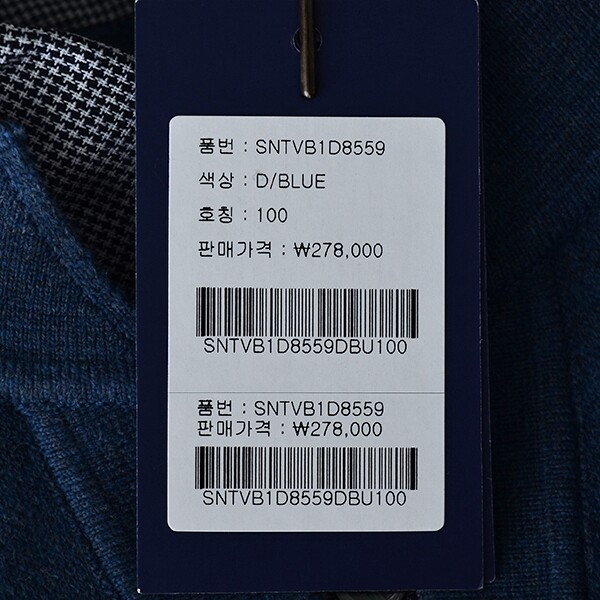 품번 : SNTVB1D8559
색상 : D/BLUE
호칭 : 100
판매가격 : ₩278,000
SNTVB1D8559DBU100
품번 : SNTVB1D8559
판매가격 : ₩278,000
SNTVB1D8559DBU100